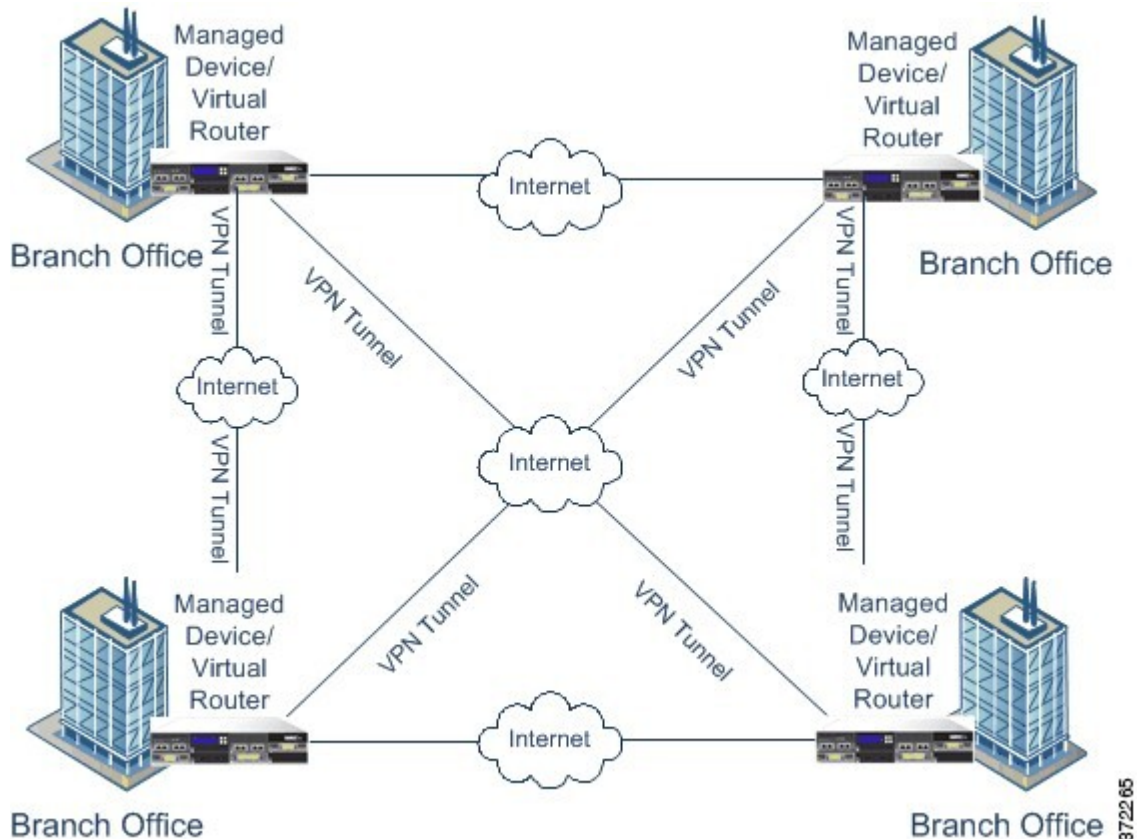 Managed
Device/
Virtual
Router
Managed
Device/
Virtual
Router
Internet
Branch Office
Branch Office
VPN Tunnel
VPN Tunnel
VPN Tunnel
VPN Tunnel
Internet
Internet
Internet
VPN Tunnel
VPN Tunnel
VPN Tunnel
VPN Tunnel
Managed
Device/
Virtual
Router
Managed
Device/
Virtual
Router
Internet
Branch Office
Branch Office
372265